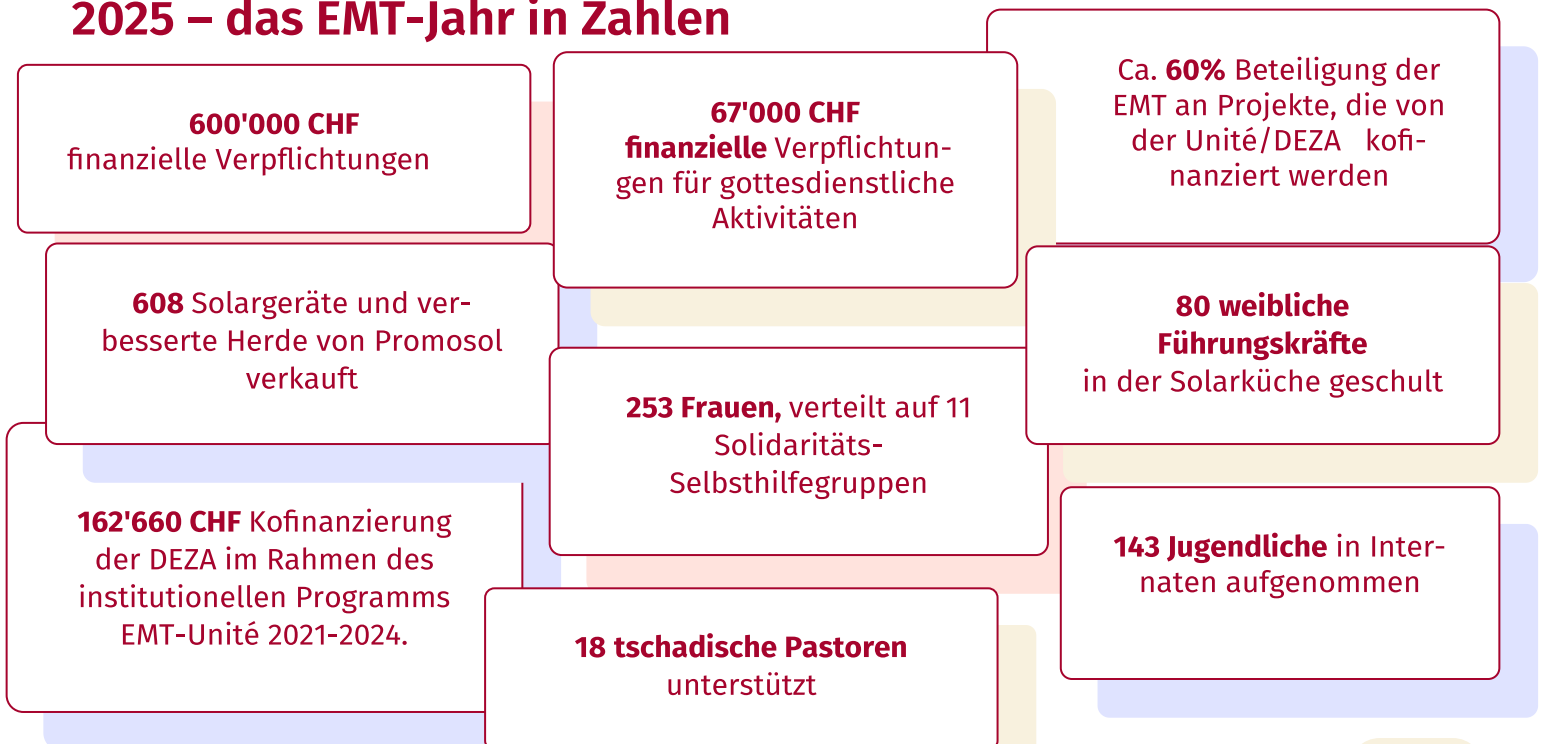 2025 – das EMT-Jahr in Zahlen
600'000 CHF
finanzielle Verpflichtungen
67'000 CHF
finanzielle Verpflichtun-
gen für gottesdienstliche
Aktivitäten
Ca. 60% Beteiligung der
EMT an Projekte, die von
der Unité/DEZA kofi-
nanziert werden
608 Solargeräte und ver-
besserte Herde von Promosol
verkauft
253 Frauen, verteilt auf 11
Solidaritäts-
Selbsthilfegruppen
80 weibliche
Führungskräfte
in der Solarküche geschult
162'660 CHF Kofinanzierung
der DEZA im Rahmen des
institutionellen Programms
EMT-Unité 2021-2024.
18 tschadische Pastoren
unterstützt
143 Jugendliche in Inter-
naten aufgenommen